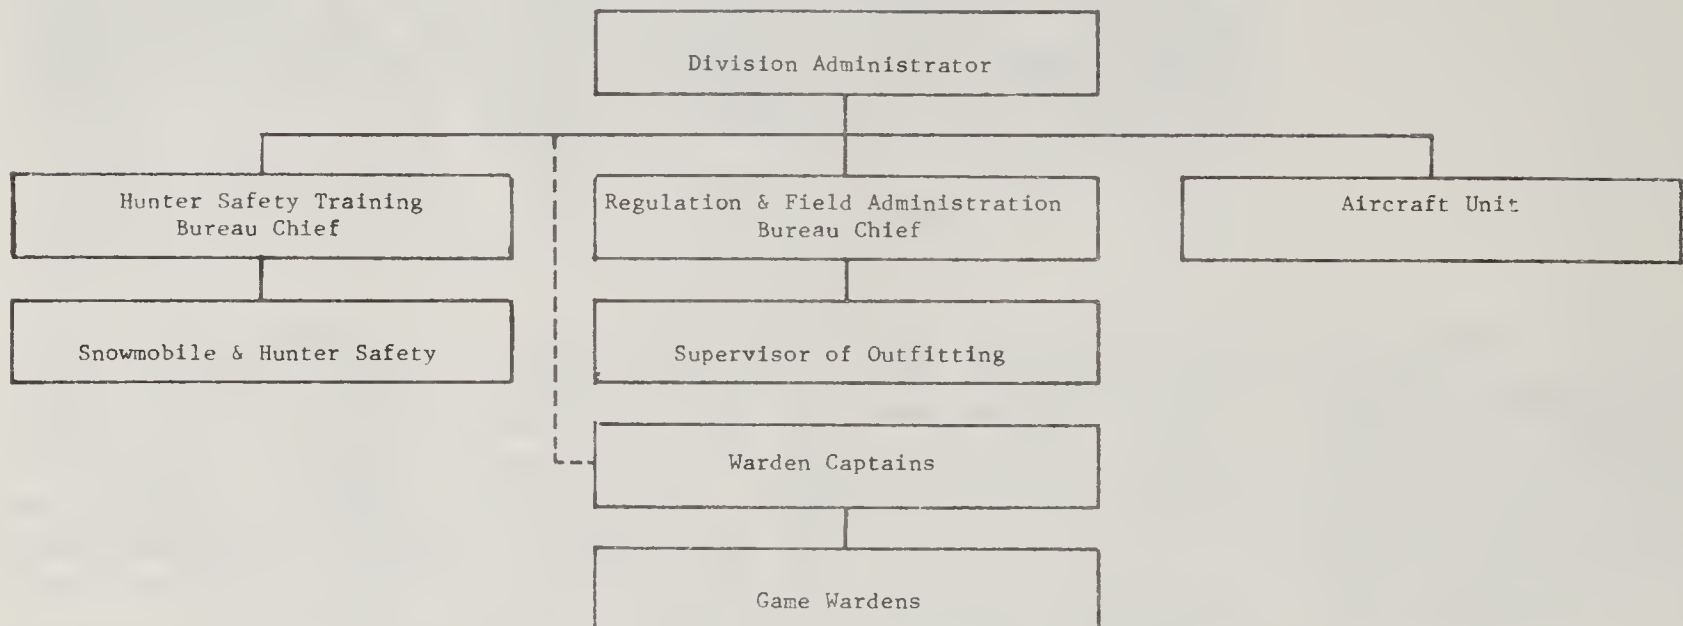 Division Administrator
Hunter Safety Training
Bureau Chief
Regulation & Field Administration
Bureau Chief
Aircraft Unit
Snowmobile & Hunter Safety
Supervisor of Outfitting
Warden Captains
Game Wardens